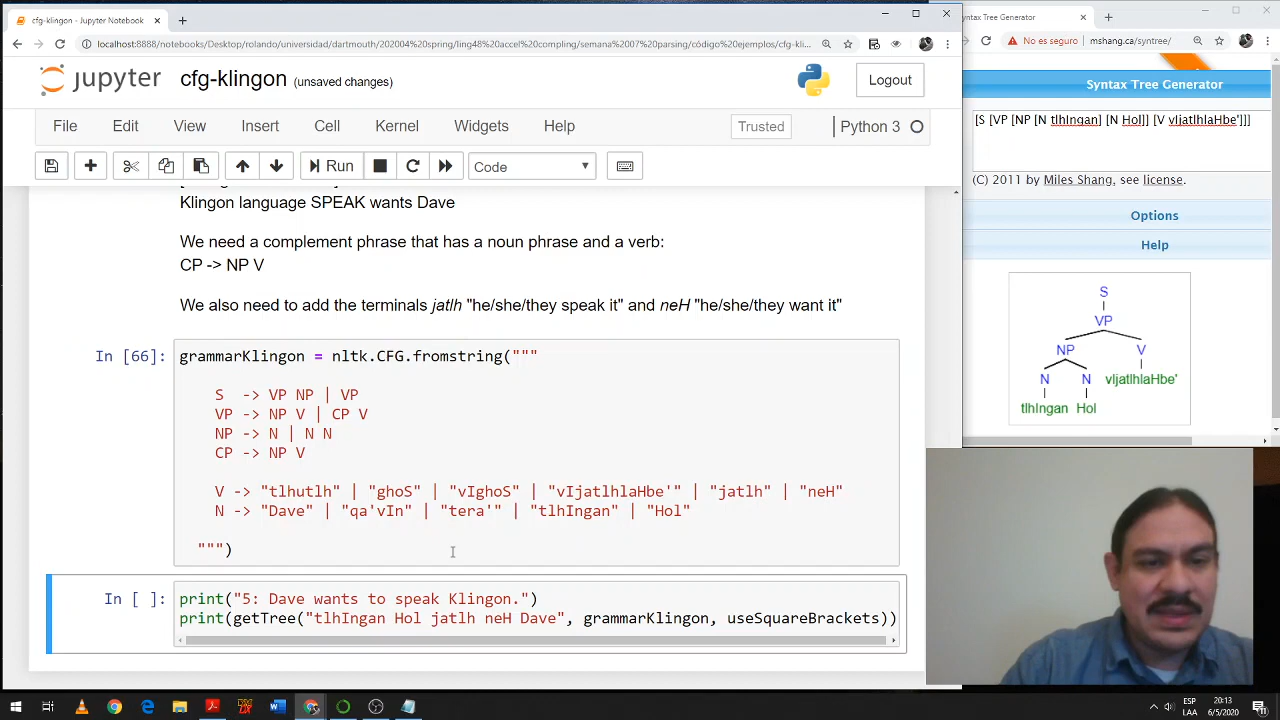 cfg-klingon - Jupyter Notebook
localhost:8888/notebooks/Desktop/rolando/universidad/dartmouth/202004%20spring/ling48%20accel%20compling/semana%2007%20parsing/código%20ejemplos/cfg-kli...
jupyter cfg-klingon (unsaved changes)
Logout
File Edit View Insert Cell Kernel Widgets Help
Trusted
Python 3
Run
Code
Klingon language SPEAK wants Dave
We need a complement phrase that has a noun phrase and a verb:
CP -> NP V
We also need to add the terminals jatlh "he/she/they speak it" and neH "he/she/they want it"
In [66]: grammarKlingon = nltk.CFG.fromstring("""
S -> VP NP | VP
VP -> NP V | CP V
NP -> N | N N
CP -> NP V
V -> "tlhutlh" | "ghoS" | "vIghoS" | "vIjatlhlaHbe'" | "jatlh" | "neH"
N -> "Dave" | "qa'vIn" | "tera'" | "tlhIngan" | "Hol"
""")
In [ ]: print("5: Dave wants to speak Klingon.")
print(getTree("tlhIngan Hol jatlh neH Dave", grammarKlingon, useSquareBrackets))
yntax Tree Generator
No es seguro
mshang.ca/syntree/
Syntax Tree Generator
[S [VP [NP [N tlhIngan] [N Hol]] [V vIjatlhlaHbe']]]
(C) 2011 by Miles Shang, see license.
Options
Help
S
VP
NP V
N N vIjatlhlaHbe'
tlhIngan Hol
ESP
LAA
20:13
6/5/2020